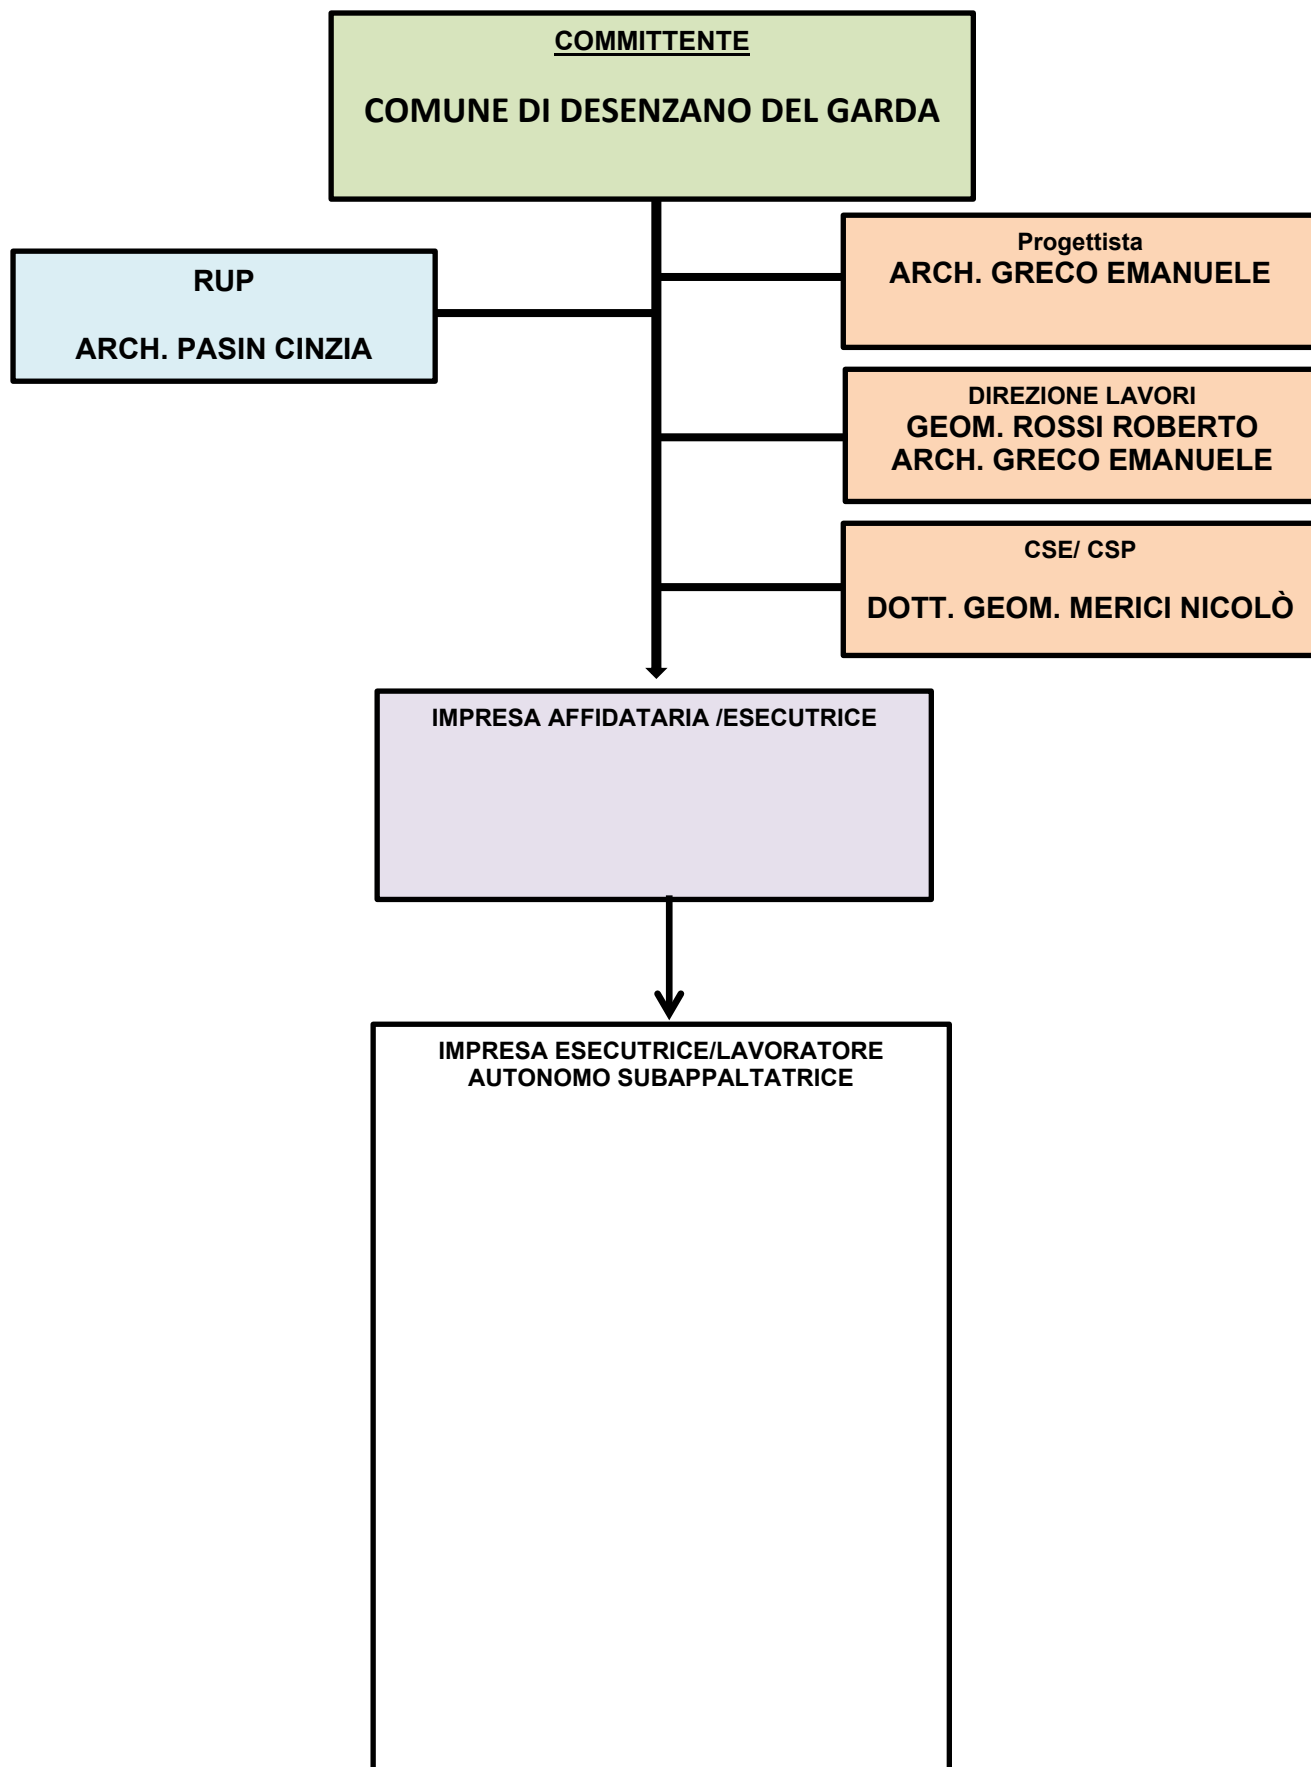 COMMITTENTE
COMUNE DI DESENZANO DEL GARDA
RUP
ARCH. PASIN CINZIA
Progettista
ARCH. GRECO EMANUELE
DIREZIONE LAVORI
GEOM. ROSSI ROBERTO
ARCH. GRECO EMANUELE
CSE/ CSP
DOTT. GEOM. MERICI NICOLÒ
IMPRESA AFFIDATARIA /ESECUTRICE
IMPRESA ESECUTRICE/LAVORATORE
AUTONOMO SUBAPPALTATRICE